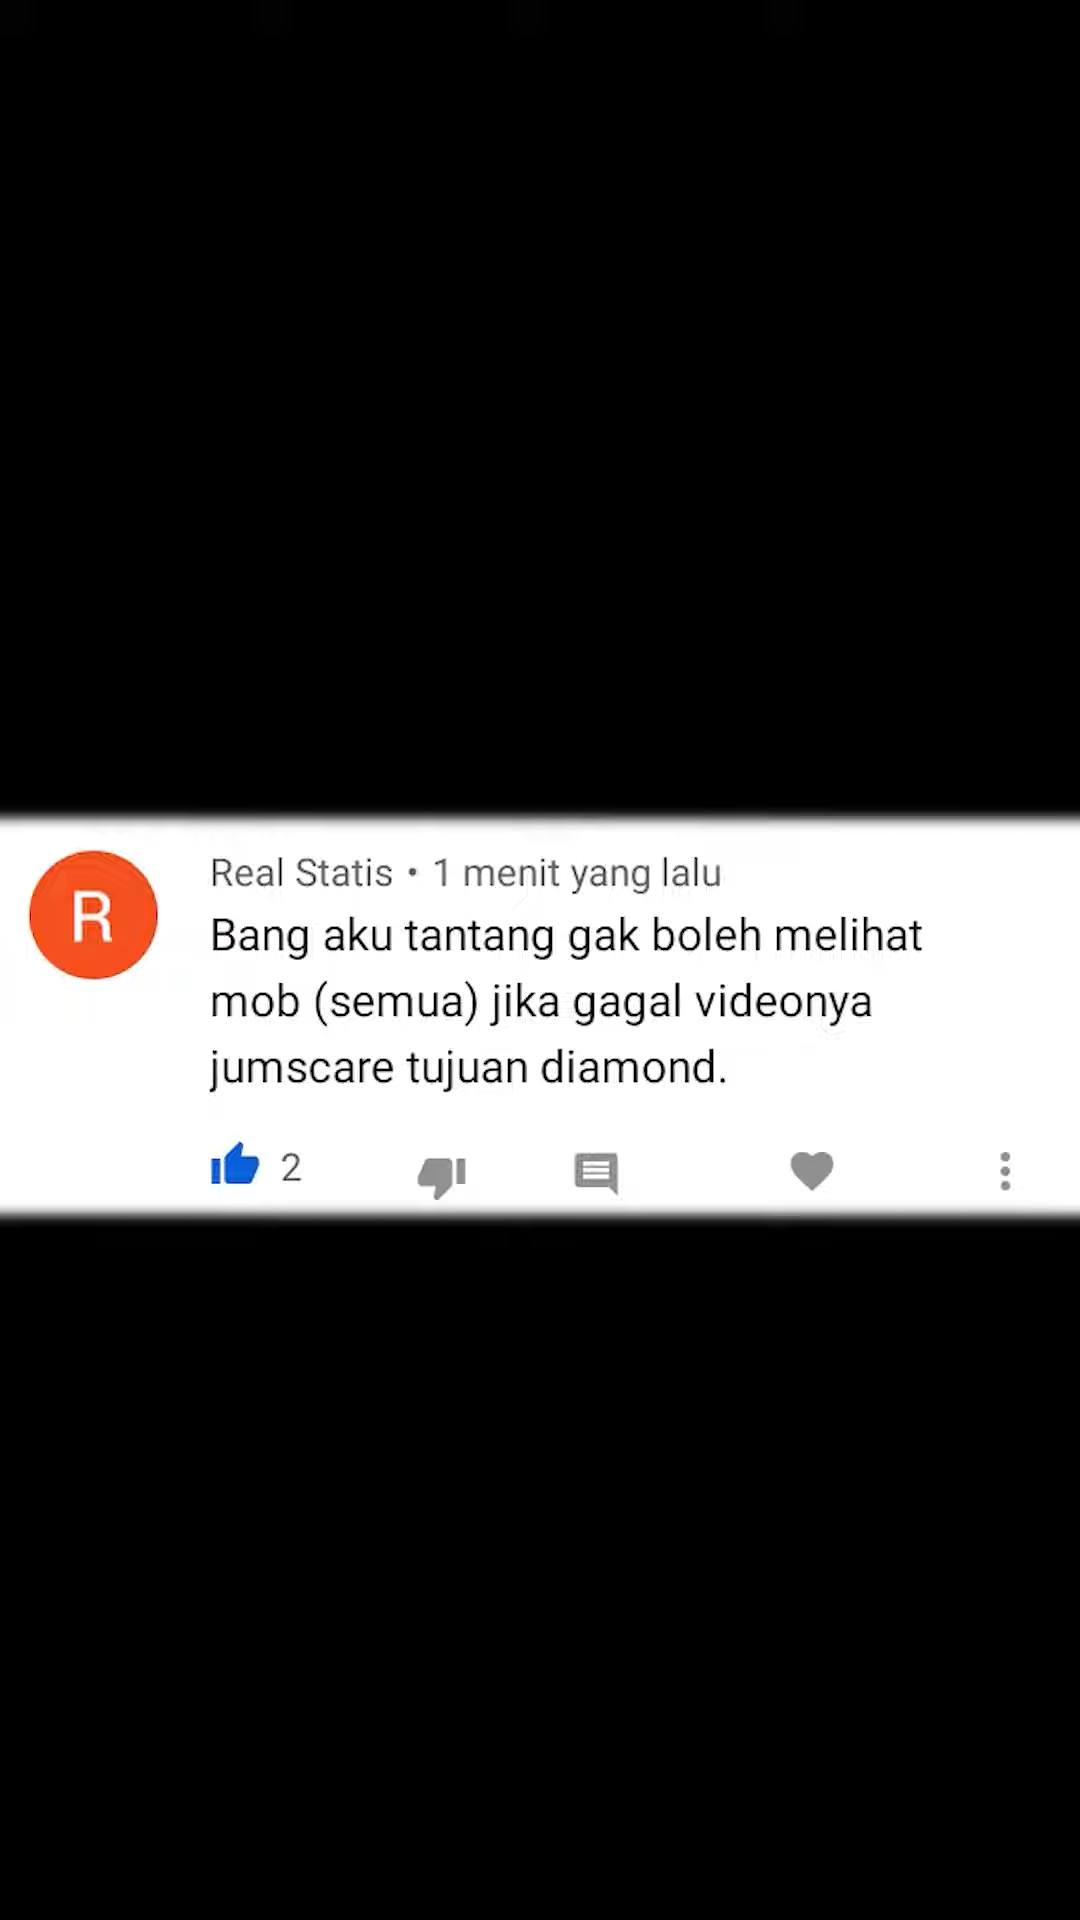 R
Real Statis • 1 menit yang lalu
Bang aku tantang gak boleh melihat
mob (semua) jika gagal videonya
jumscare tujuan diamond.
2